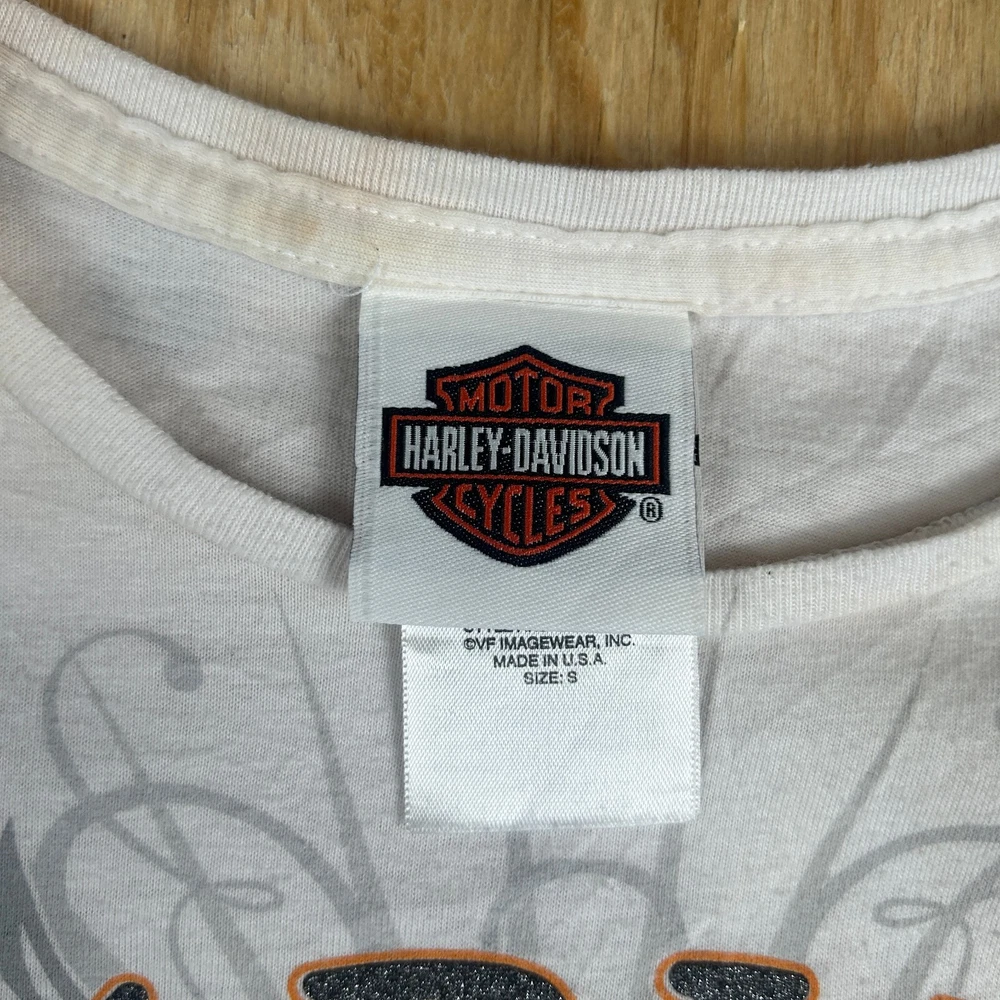 MOTOR
HARLEY-DAVIDSON
CYCLES
®
©VF IMAGEWEAR, INC.
MADE IN U.S.A.
SIZE: S